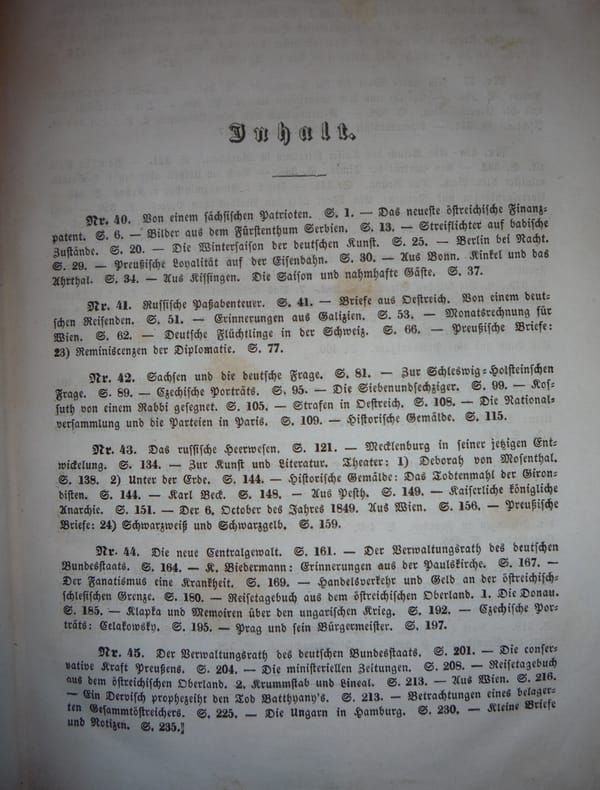 Inhalt.
Nr. 40. Von einem sächsischen Patrioten. S. 1. — Das neueste östreichische Finanz-
patent. S. 6. — Bilder aus dem Fürstenthum Serbien. S. 13. — Streiflichter auf badische
Zustände. S. 20. — Die Wintersaison der deutschen Kunst. S. 25. — Berlin bei Nacht.
S. 29. — Preußische Loyalität auf der Eisenbahn. S. 30. — Aus Bonn. Kinkel und das
Ahrthal. S. 34. — Aus Kissingen. Die Saison und nahmhafte Gäste. S. 37.
Nr. 41. Russische Paßabenteuer. S. 41. — Briefe aus Oestreich. Von einem deut-
schen Reisenden. S. 51. — Erinnerungen aus Galizien. S. 53. — Monatsrechnung für
Wien. S. 62. — Deutsche Flüchtlinge in der Schweiz. S. 66. — Preußische Briefe:
23) Reminiscenzen der Diplomatie. S. 77.
Nr. 42. Sachsen und die deutsche Frage. S. 81. — Zur Schleswig-Holsteinschen
Frage. S. 89. — Czechische Porträts. S. 95. — Die Siebenundsechziger. S. 99. — Kos-
suth von einem Rabbi gesegnet. S. 105. — Strafen in Oestreich. S. 108. — Die National-
versammlung und die Parteien in Paris. S. 109. — Historische Gemälde. S. 115.
Nr. 43. Das russische Heerwesen. S. 121. — Mecklenburg in seiner jetzigen Ent-
wickelung. S. 134. — Zur Kunst und Literatur. Theater: 1) Deborah von Mosenthal.
S. 138. 2) Unter der Erde. S. 144. — Historische Gemälde: Das Todtenmahl der Giron-
disten. S. 144. — Karl Beck. S. 148. — Aus Pesth. S. 149. — Kaiserliche königliche
Anarchie. S. 151. — Der 6. October des Jahres 1849. Aus Wien. S. 156. — Preußische
Briefe: 24) Schwarzweiß und Schwarzgelb. S. 159.
Nr. 44. Die neue Centralgewalt. S. 161. — Der Verwaltungsrath des deutschen
Bundesstaats. S. 164. — K. Biedermann: Erinnerungen aus der Paulskirche. S. 167. —
Der Fanatismus eine Krankheit. S. 169. — Handelsverkehr und Geld an der östreichisch-
schlesischen Grenze. S. 180. — Reisetagebuch aus dem östreichischen Oberland. 1. Die Donau.
S. 185. — Klapka und Memoiren über den ungarischen Krieg. S. 192. — Czechische Por-
träts: Celakowsky. S. 195. — Prag und sein Bürgermeister. S. 197.
Nr. 45. Der Verwaltungsrath des deutschen Bundesstaats. S. 201. — Die conser-
vative Kraft Preußens. S. 204. — Die ministeriellen Zeitungen. S. 208. — Reisetagebuch
aus dem östreichischen Oberland. 2. Krummstab und Lineal. S. 213. — Aus Wien. S. 216.
— Ein Derwisch prophezeiht den Tod Batthyany's. S. 213. — Betrachtungen eines belager-
ten Gesammtöstreichers. S. 225. — Die Ungarn in Hamburg. S. 230. — Kleine Briefe
und Notizen. S. 235.